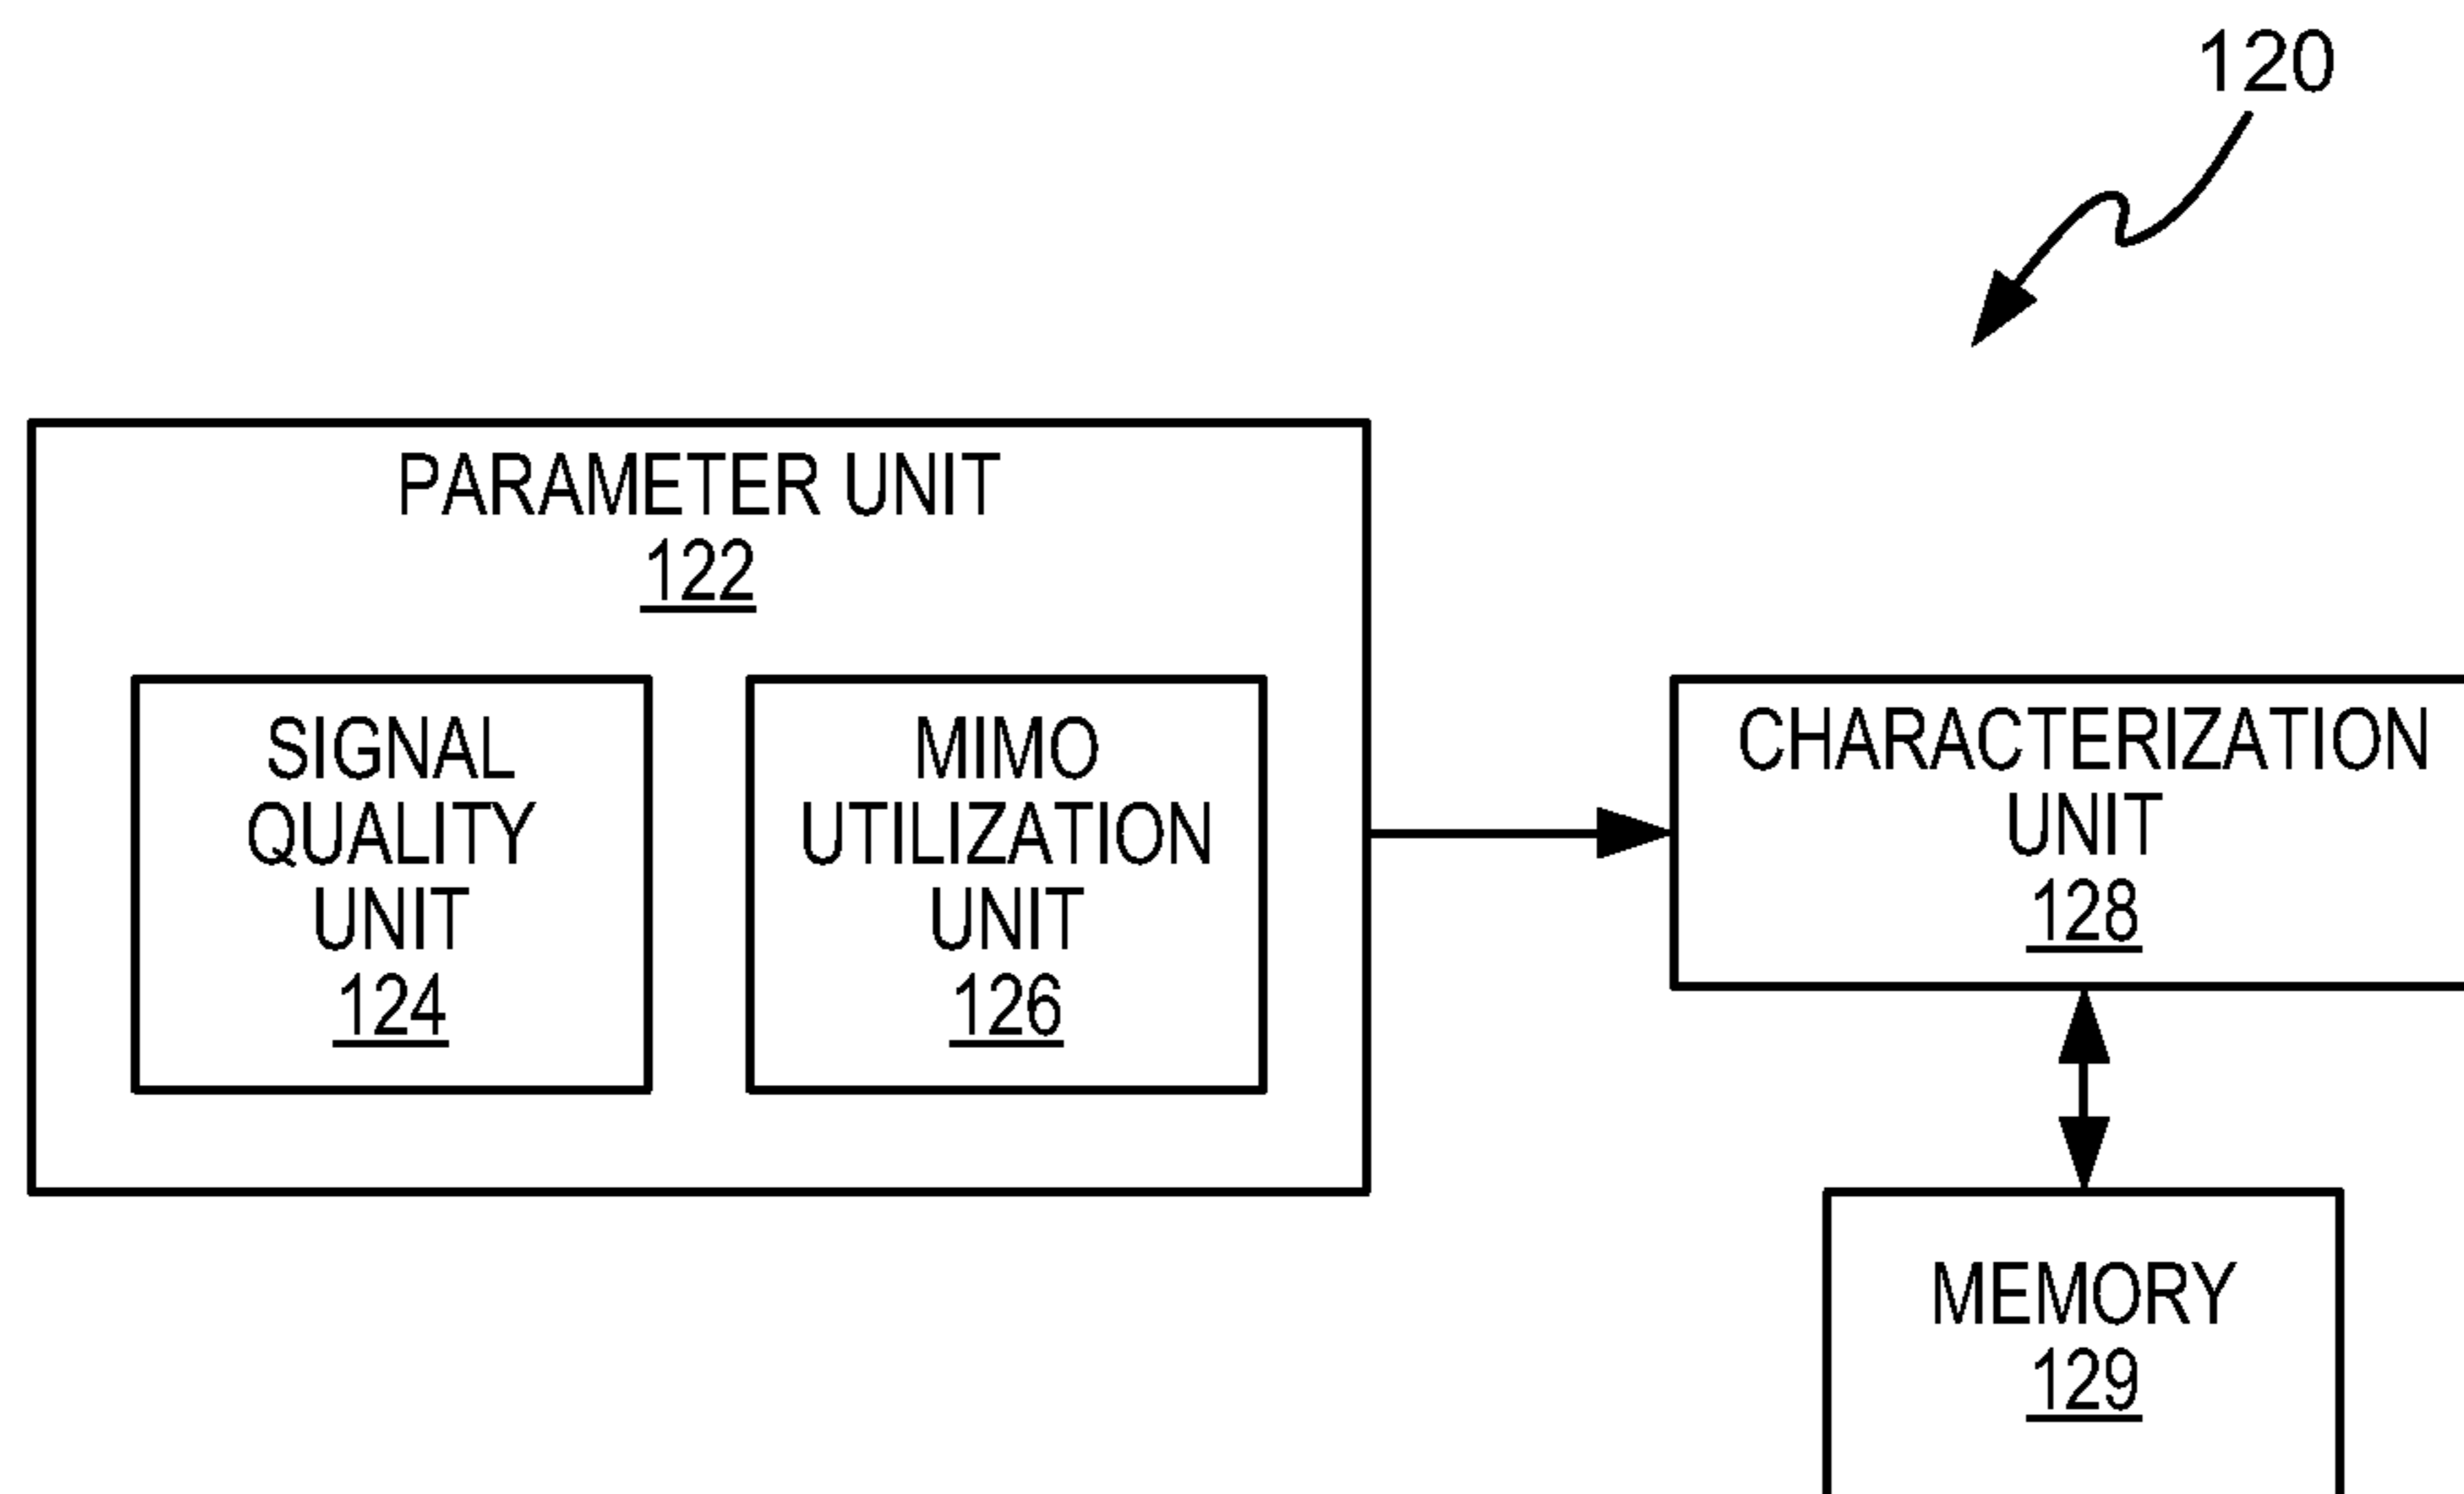 120
PARAMETER UNIT
122
SIGNAL
QUALITY
UNIT
124
MIMO
UTILIZATION
UNIT
126
CHARACTERIZATION
UNIT
128
MEMORY
129